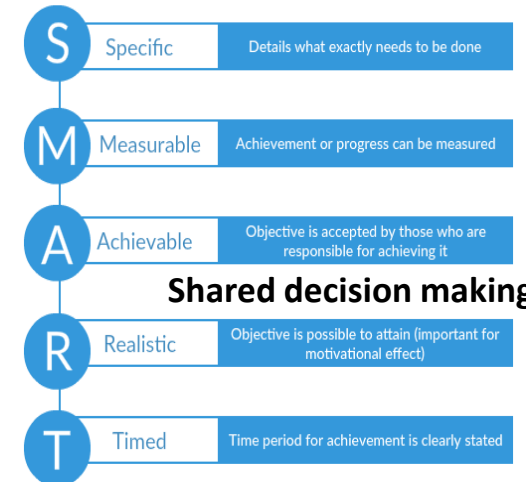 S Specific Details what exactly needs to be done
M Measurable Achievement or progress can be measured
A Achievable Objective is accepted by those who are
responsible for achieving it
Shared decision making
R Realistic Objective is possible to attain (important for
motivational effect)
T Timed Time period for achievement is clearly stated